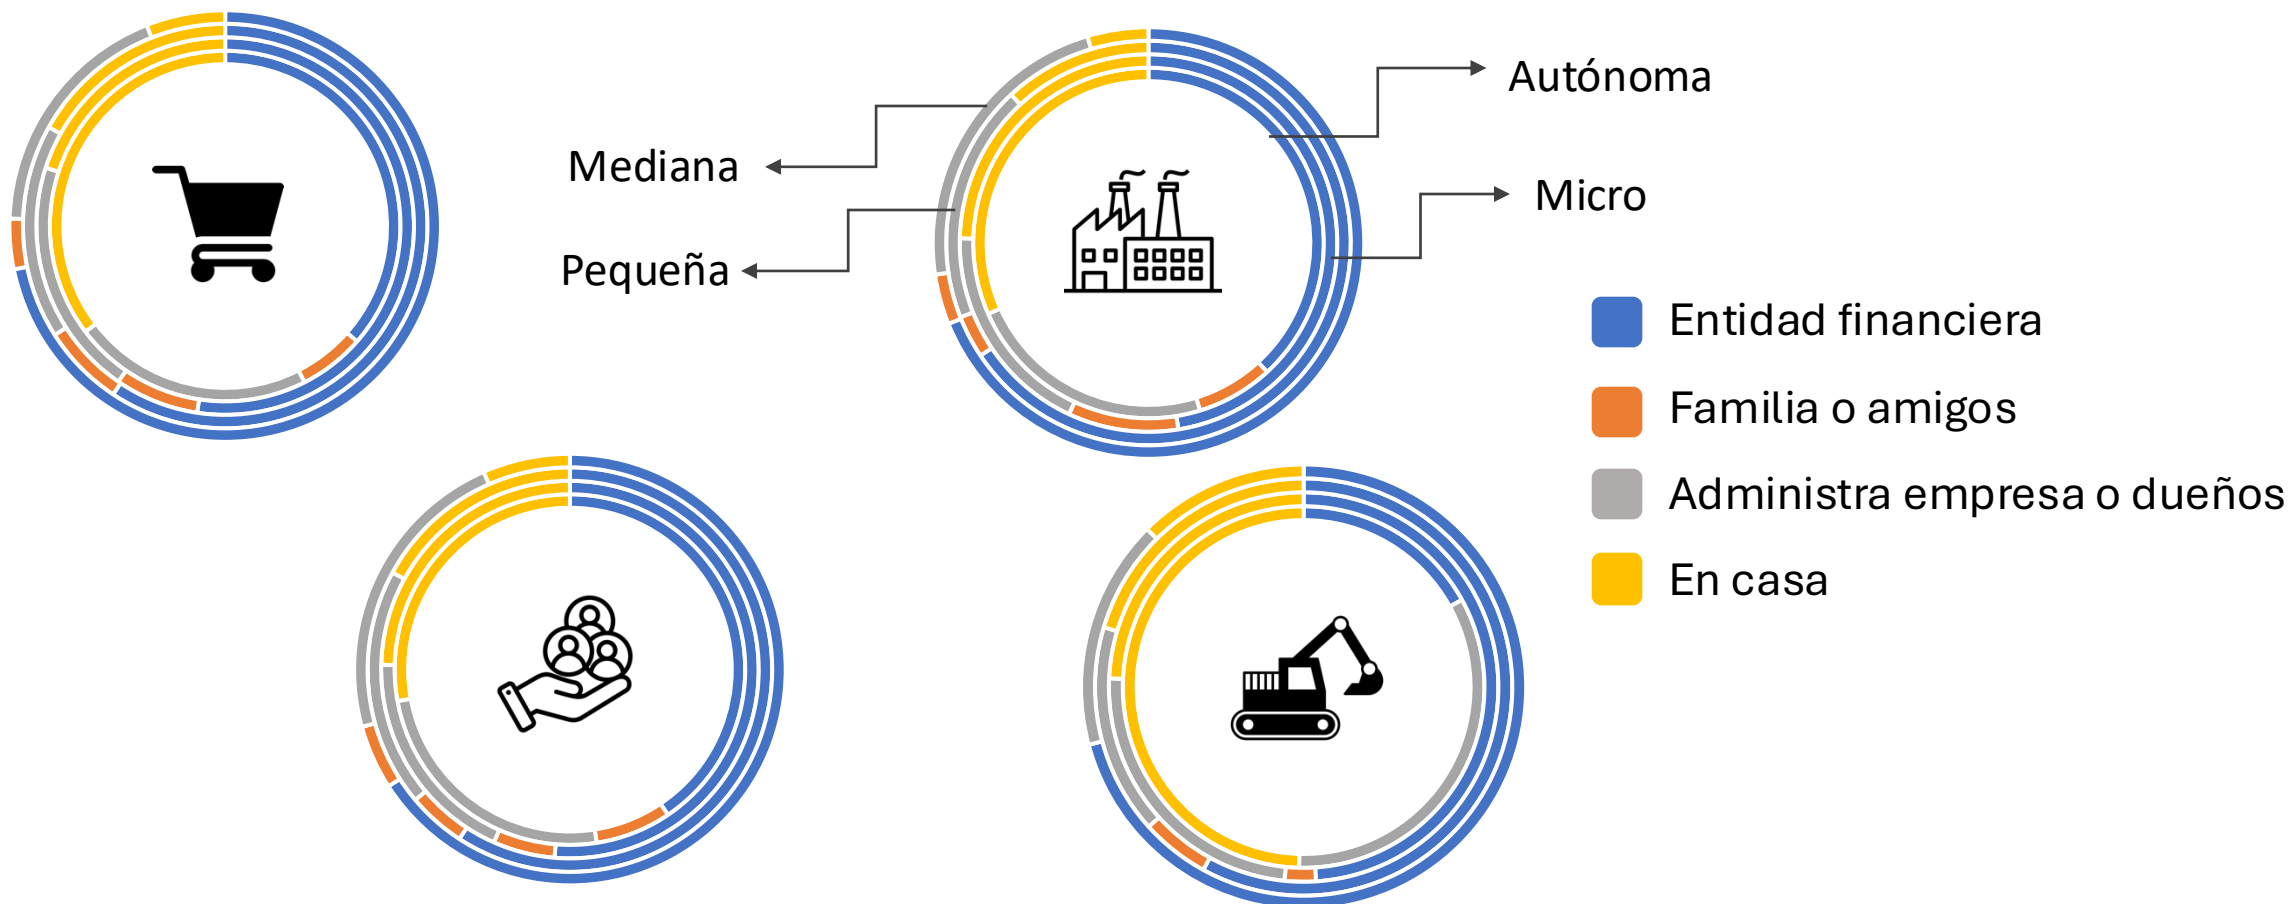 Autónoma
Mediana
Micro
Pequeña
Entidad financiera
Familia o amigos
Administra empresa o dueños
En casa